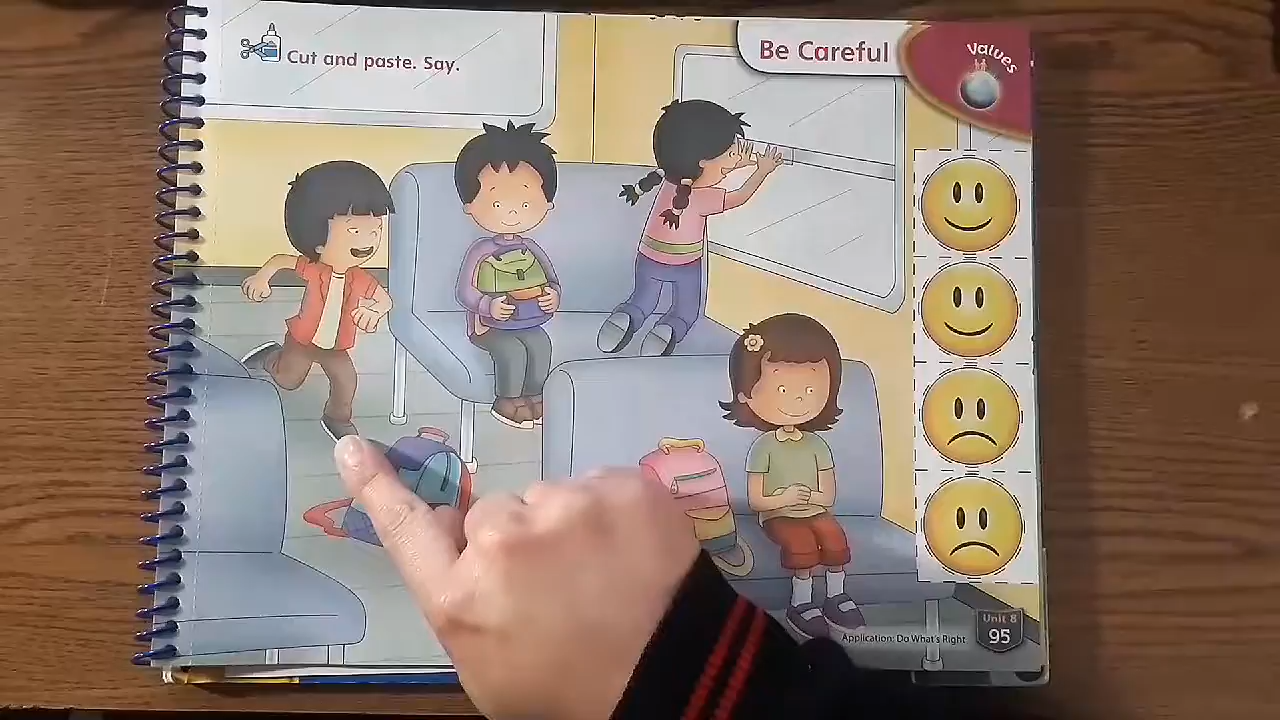 Cut and paste. Say.
Be Careful
Values
Application: Do What's Right
Unit 8
95